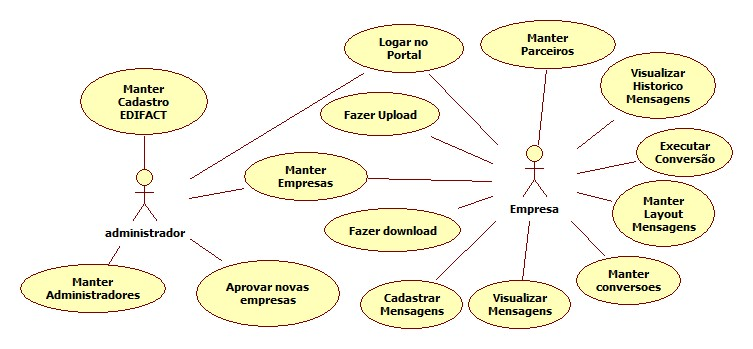 Logar no
Portal
Manter
Parceiros
Manter
Cadastro
EDIFACT
Visualizar
Historico
Mensagens
Fazer Upload
Executar
Conversão
Manter
Empresas
Manter
Layout
Mensagens
administrador
Empresa
Fazer download
Manter
Administradores
Aprovar novas
empresas
Cadastrar
Mensagens
Visualizar
Mensagens
Manter
conversoes